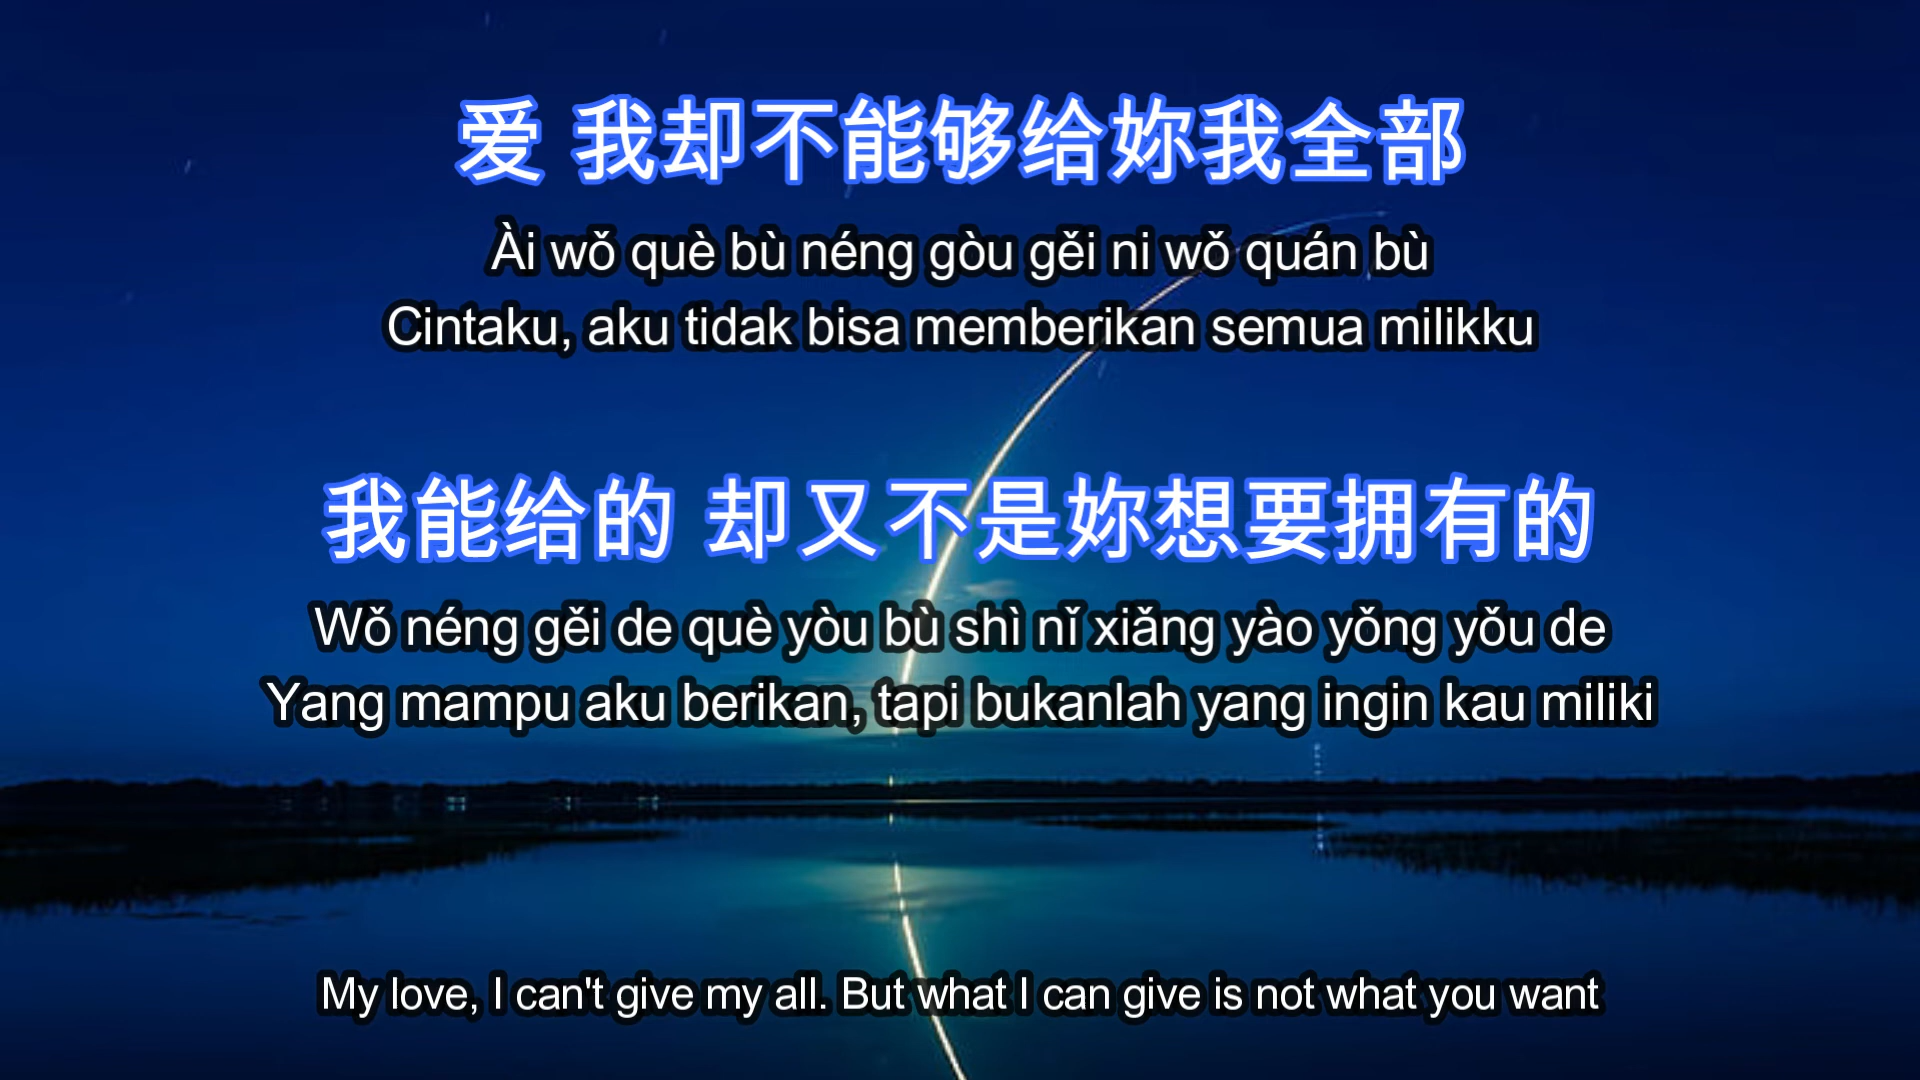 爱 我却不能够给妳我全部
Ài wǒ què bù néng gòu gěi ni wǒ quán bù
Cintaku, aku tidak bisa memberikan semua milikku
我能给的 却又不是妳想要拥有的
Wǒ néng gěi de què yòu bù shì nǐ xiǎng yào yǒng yǒu de
Yang mampu aku berikan, tapi bukanlah yang ingin kau miliki
My love, I can't give my all. But what I can give is not what you want